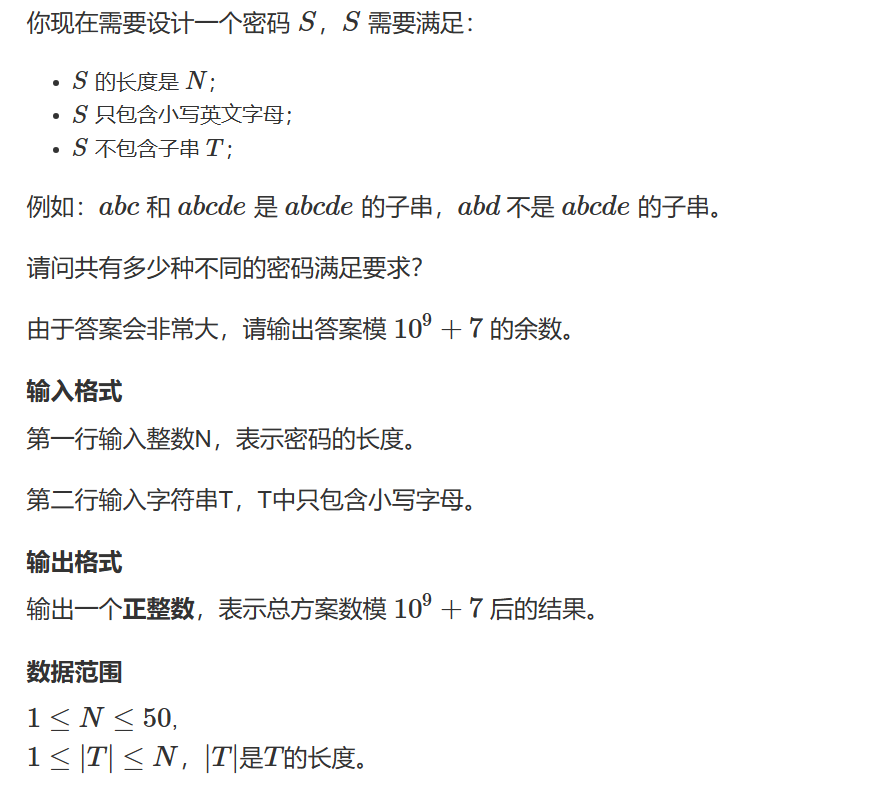 你现在需要设计一个密码 S，S 需要满足：
• S 的长度是 N；
• S 只包含小写英文字母；
• S 不包含子串 T；
例如：abc 和 abcde 是 abcde 的子串，abd 不是 abcde 的子串。
请问共有多少种不同的密码满足要求？
由于答案会非常大，请输出答案模 10⁹ + 7 的余数。
输入格式
第一行输入整数N，表示密码的长度。
第二行输入字符串T，T中只包含小写字母。
输出格式
输出一个正整数，表示总方案数模 10⁹ + 7 后的结果。
数据范围
1 ≤ N ≤ 50,
1 ≤ |T| ≤ N，|T|是T的长度。